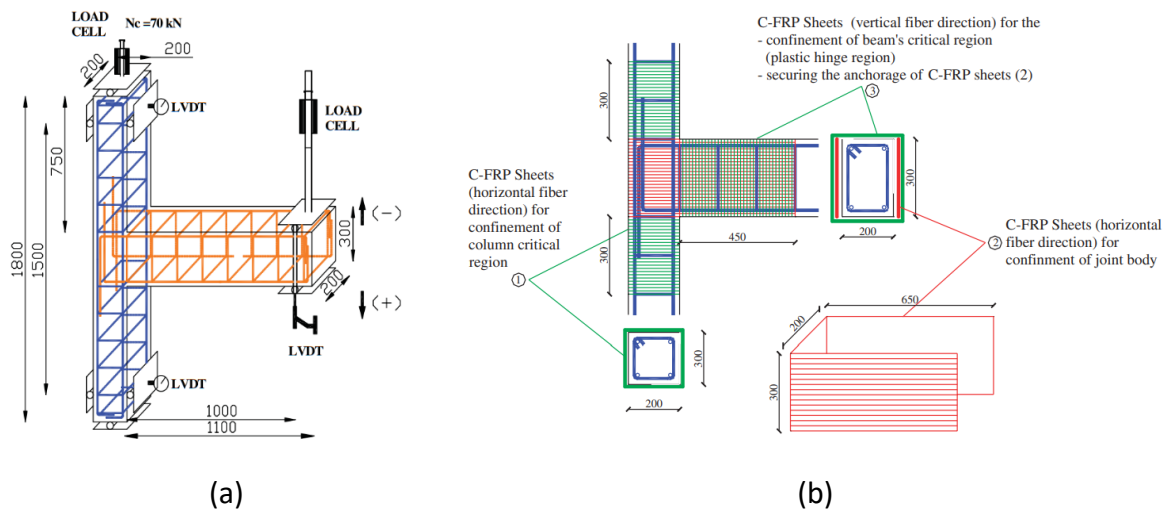 LOAD
CELL
Nc =70 kN
200
200
LVDT
LOAD
CELL
750
1800
1500
(-)
300
200
(+)
LVDT
LVDT
1000
1100
(a)
C-FRP Sheets (vertical fiber direction) for the
- confinement of beam's critical region
(plastic hinge region)
- securing the anchorage of C-FRP sheets (2)
3
300
C-FRP Sheets
(horizontal fiber
direction) for
confinement of
column critical
region
1
300
450
300
200
C-FRP Sheets (horizontal
2 fiber direction) for
confinment of joint body
650
200
300
300
200
(b)